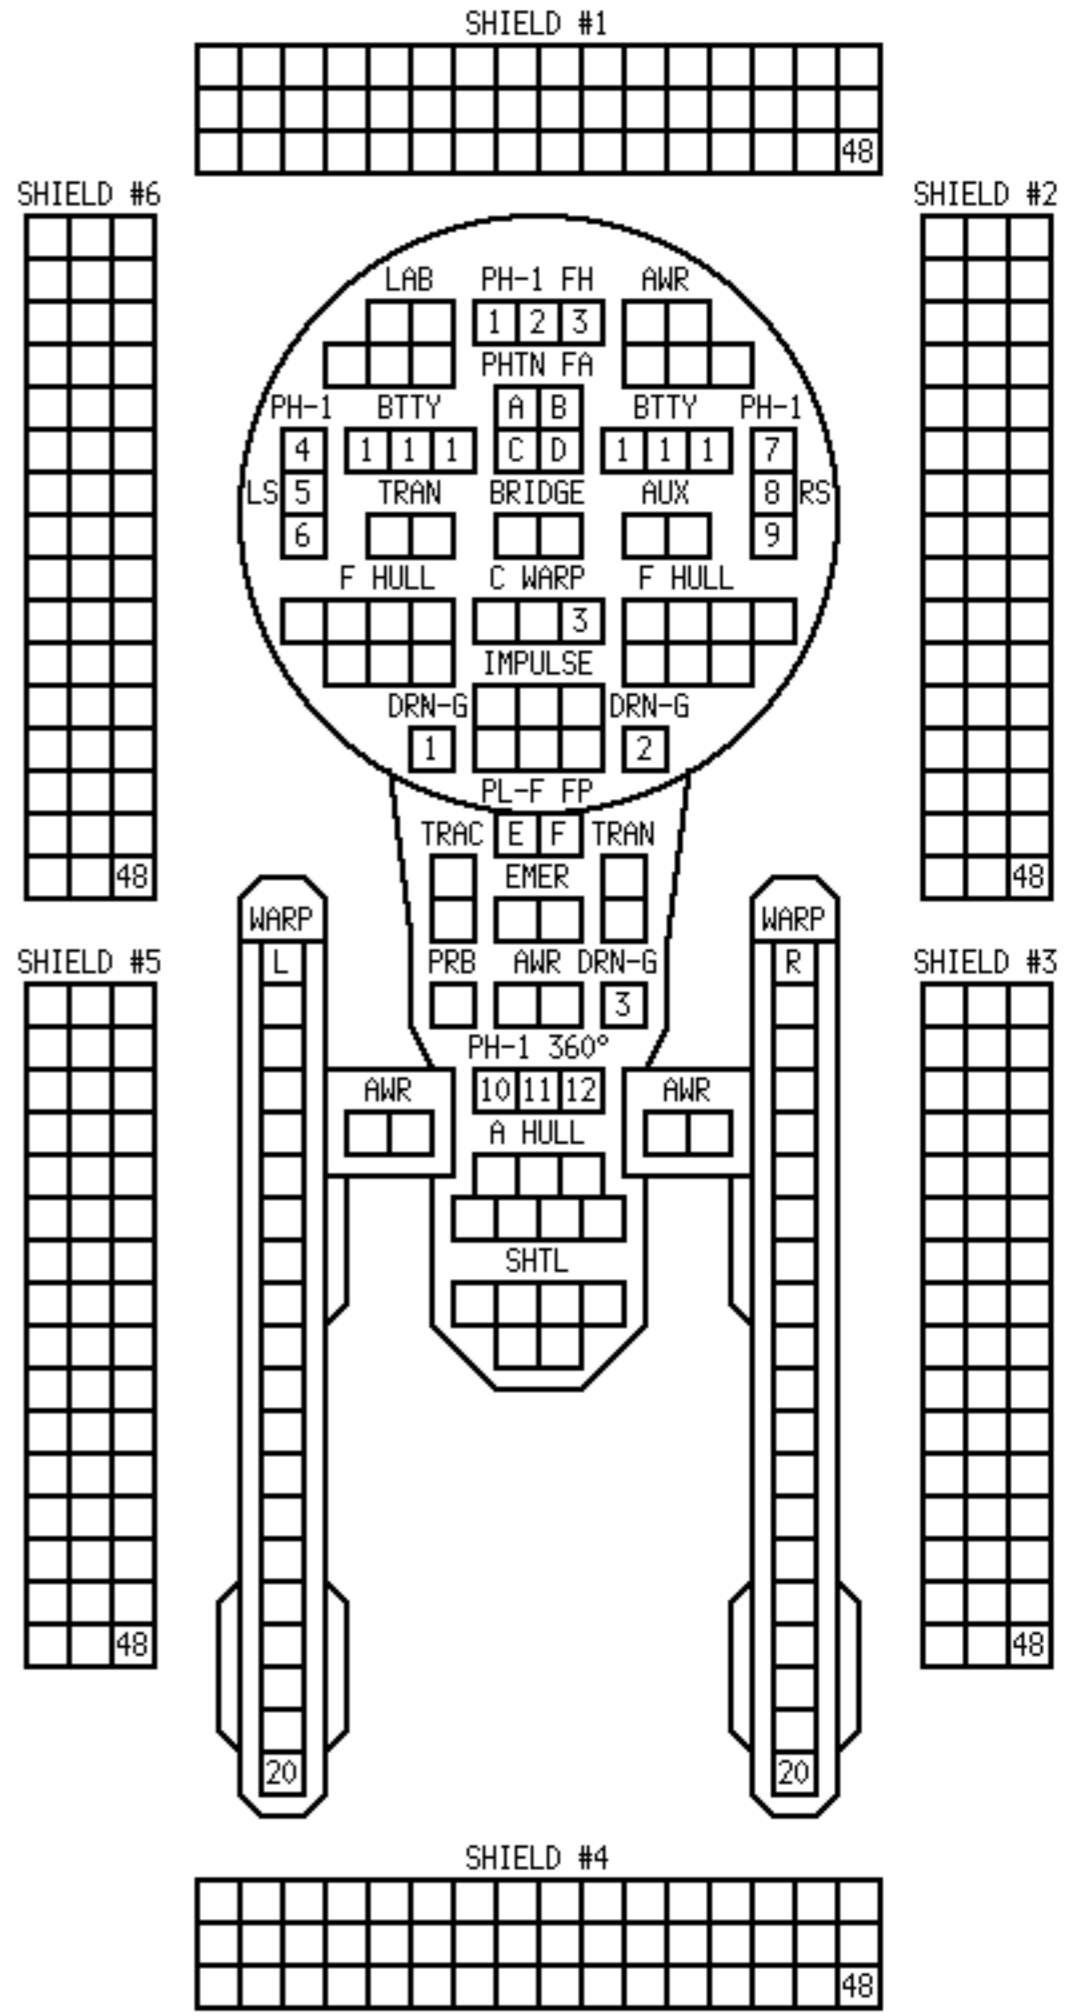 SHIELD #1
48
SHIELD #6 SHIELD #2
LAB PH-1 FH AWR
1 2 3
PHTN FA
PH-1 BTTY A B BTTY PH-1
4 1 1 1 C D 1 1 1 7
LS 5 TRAN BRIDGE AUX 8 RS
6 9
F HULL C WARP F HULL
3
IMPULSE
DRN-G DRN-G
1 2
PL-F FP
TRAC E F TRAN
48 EMER 48
WARP WARP
SHIELD #5 L PRB AWR DRN-G R SHIELD #3
3
PH-1 360°
AWR 10 11 12 AWR
A HULL
SHTL
48 48
20 20
SHIELD #4
48